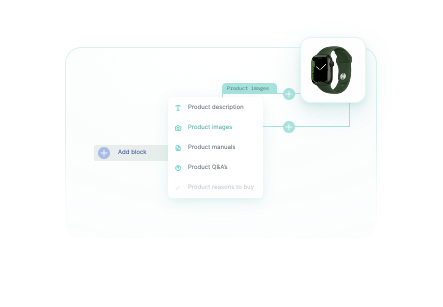 Product images
Product description
Product images
Product manuals
Add block
Product Q&A's
Product reasons to buy